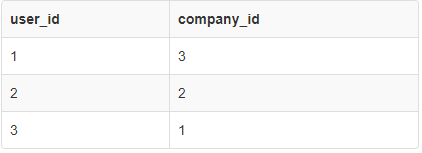 user_id company_id
1 3
2 2
3 1